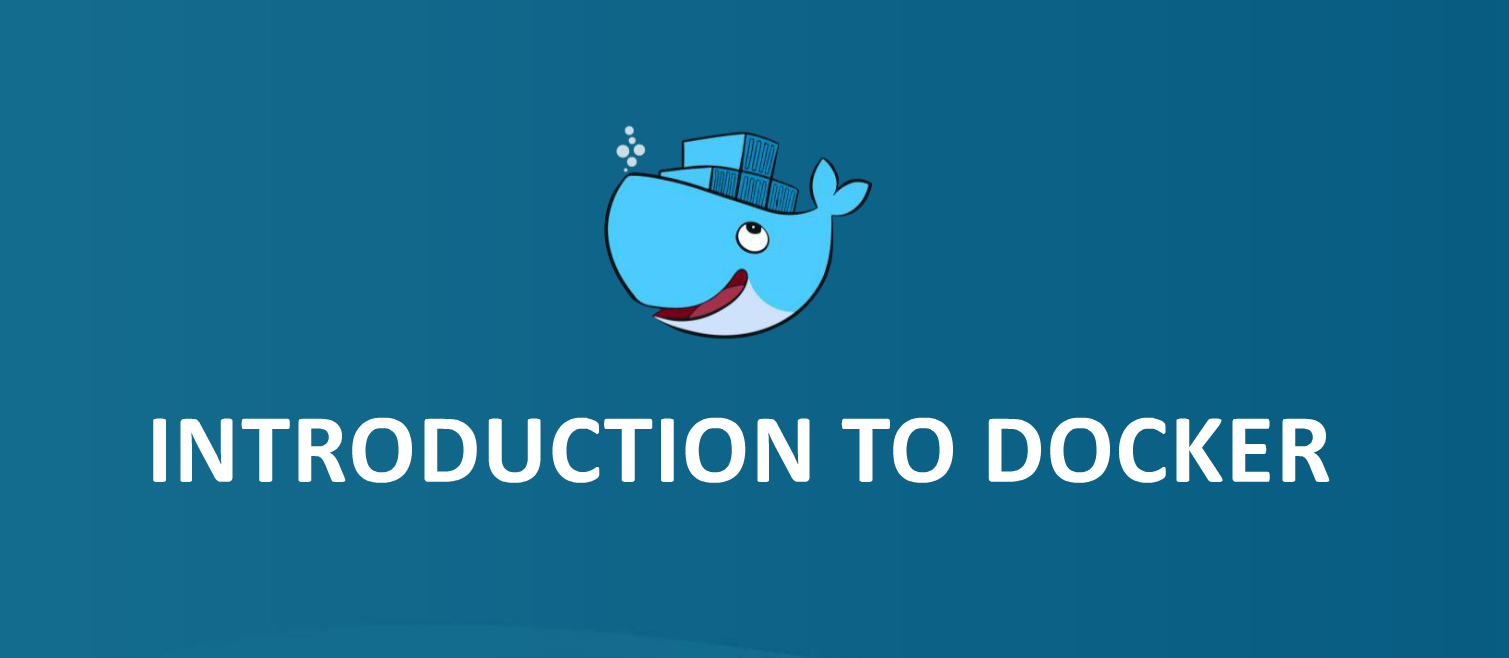 INTRODUCTION TO DOCKER